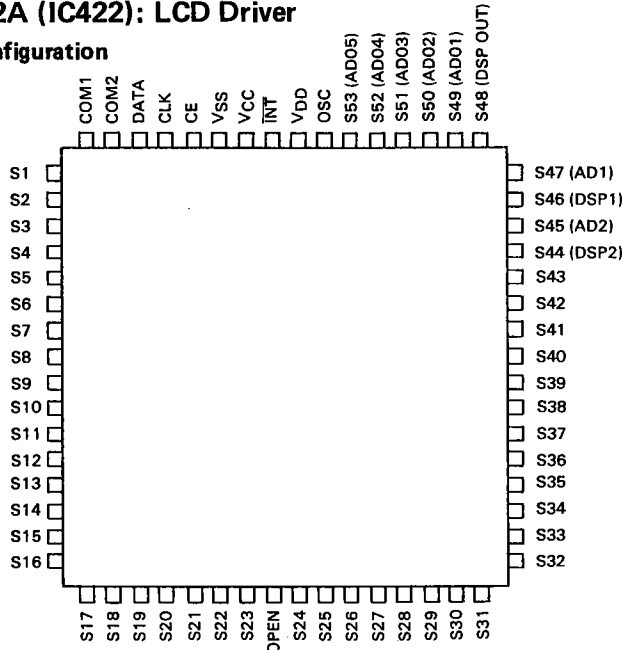 2A (IC422): LCD Driver
nfiguration
COM1
COM2
DATA
CLK
CE
VSS
VCC
INT
VDD
OSC
S53 (AD05)
S52 (AD04)
S51 (AD03)
S50 (AD02)
S49 (AD01)
S48 (DSP OUT)
S1
S2
S3
S4
S5
S6
S7
S8
S9
S10
S11
S12
S13
S14
S15
S16
S47 (AD1)
S46 (DSP1)
S45 (AD2)
S44 (DSP2)
S43
S42
S41
S40
S39
S38
S37
S36
S35
S34
S33
S32
S17
S18
S19
S20
S21
S22
S23
OPEN
S24
S25
S26
S27
S28
S29
S30
S31